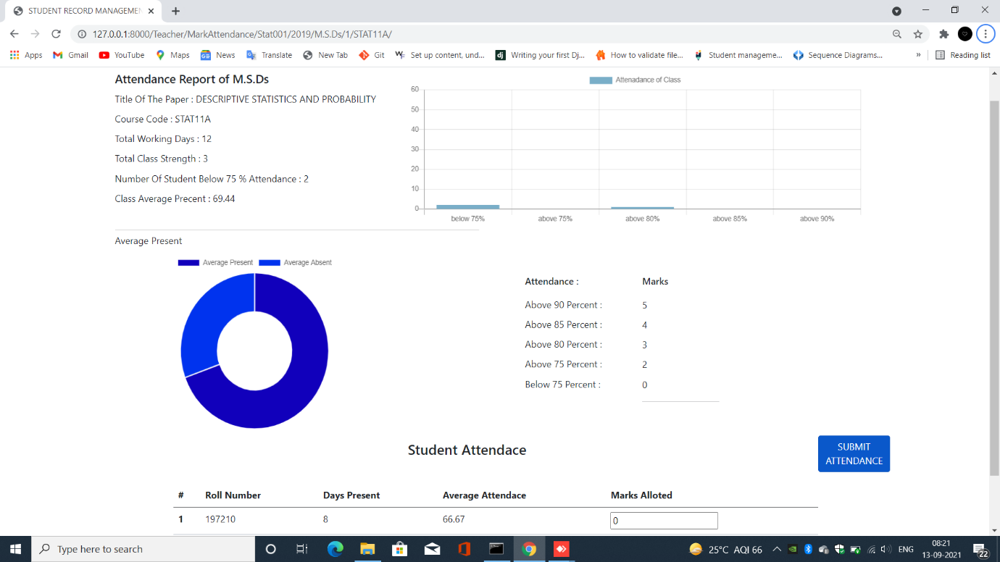 STUDENT RECORD MANAGEMEN
127.0.0.1:8000/Teacher/MarkAttendance/Stat001/2019/M.S.Ds/1/STAT11A/
Apps Gmail YouTube Maps News Translate New Tab Git Set up content, und... dj Writing your first Dj... How to validate file... Student manageme... Sequence Diagrams... » Reading list
Attendance Report of M.S.Ds
Title Of The Paper : DESCRIPTIVE STATISTICS AND PROBABILITY
Course Code : STAT11A
Total Working Days : 12
Total Class Strength : 3
Number Of Student Below 75 % Attendance : 2
Class Average Precent : 69.44
Attenadance of Class
60
50
40
30
20
10
0
below 75% above 75% above 80% above 85% above 90%
Average Present
Average Present Average Absent
Attendance : Marks
Above 90 Percent : 5
Above 85 Percent : 4
Above 80 Percent : 3
Above 75 Percent : 2
Below 75 Percent : 0
Student Attendace
SUBMIT
ATTENDANCE
# Roll Number Days Present Average Attendace Marks Alloted
1 197210 8 66.67 0
Type here to search
25°C AQI 66
ENG
08:21
13-09-2021
22